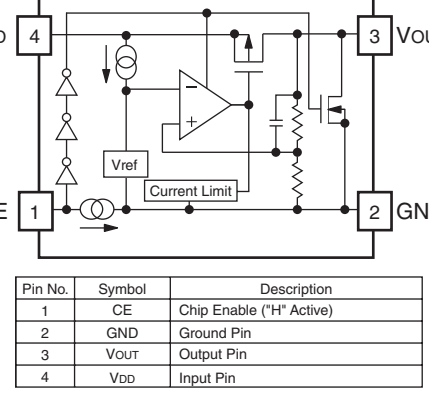 4
3 VOU
−
+
Vref
Current Limit
E 1
2 GN
Pin No. Symbol Description
1 CE Chip Enable ("H" Active)
2 GND Ground Pin
3 VOUT Output Pin
4 VDD Input Pin